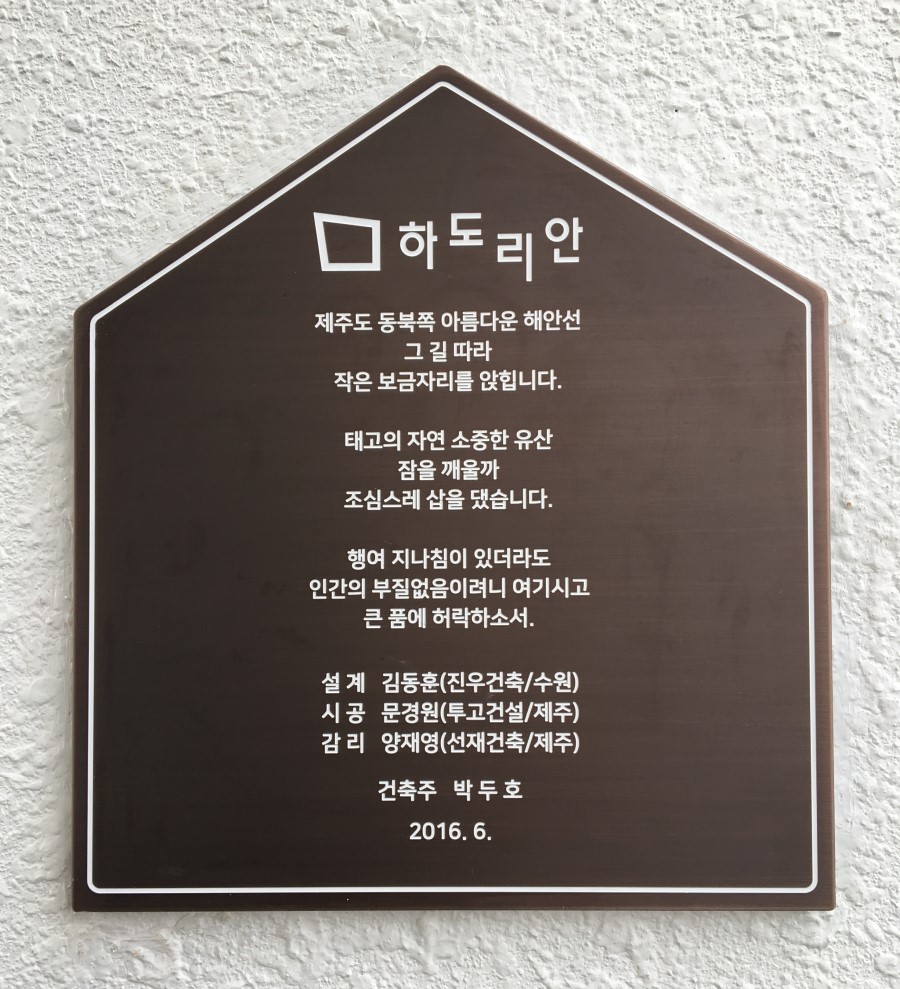 하도리안
제주도 동북쪽 아름다운 해안선
그 길 따라
작은 보금자리를 앉힙니다.
태고의 자연 소중한 유산
잠을 깨울까
조심스레 삽을 댔습니다.
행여 지나침이 있더라도
인간의 부질없음이려니 여기시고
큰 품에 허락하소서.
설 계 김동훈(진우건축/수원)
시 공 문경원(투고건설/제주)
감 리 양재영(선재건축/제주)
건축주 박 두 호
2016. 6.